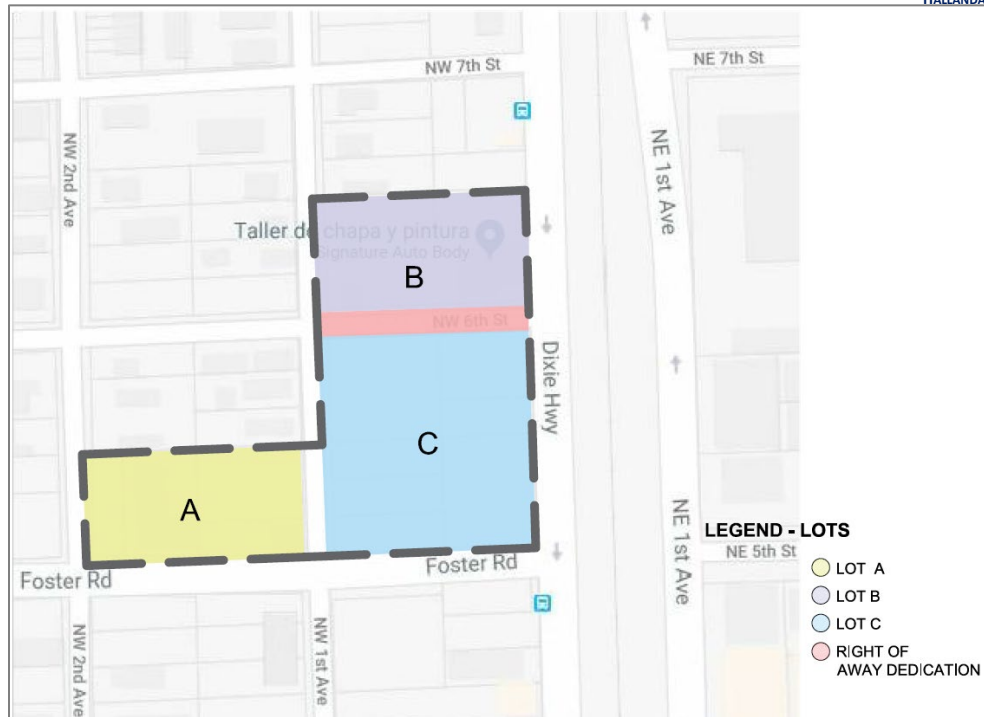 HALLANDA
NW 7th St
NE 7th St
NW 2nd Ave
NE 1st Ave
Taller de chapa y pintura
Signature Auto Body
B
NW 6th St
Dixie Hwy
C
A
NE 1st Ave
LEGEND - LOTS
NE 5th St
Foster Rd
Foster Rd
LOT A
LOT B
NW 2nd Ave
NW 1st Ave
LOT C
RIGHT OF
AWAY DEDICATION